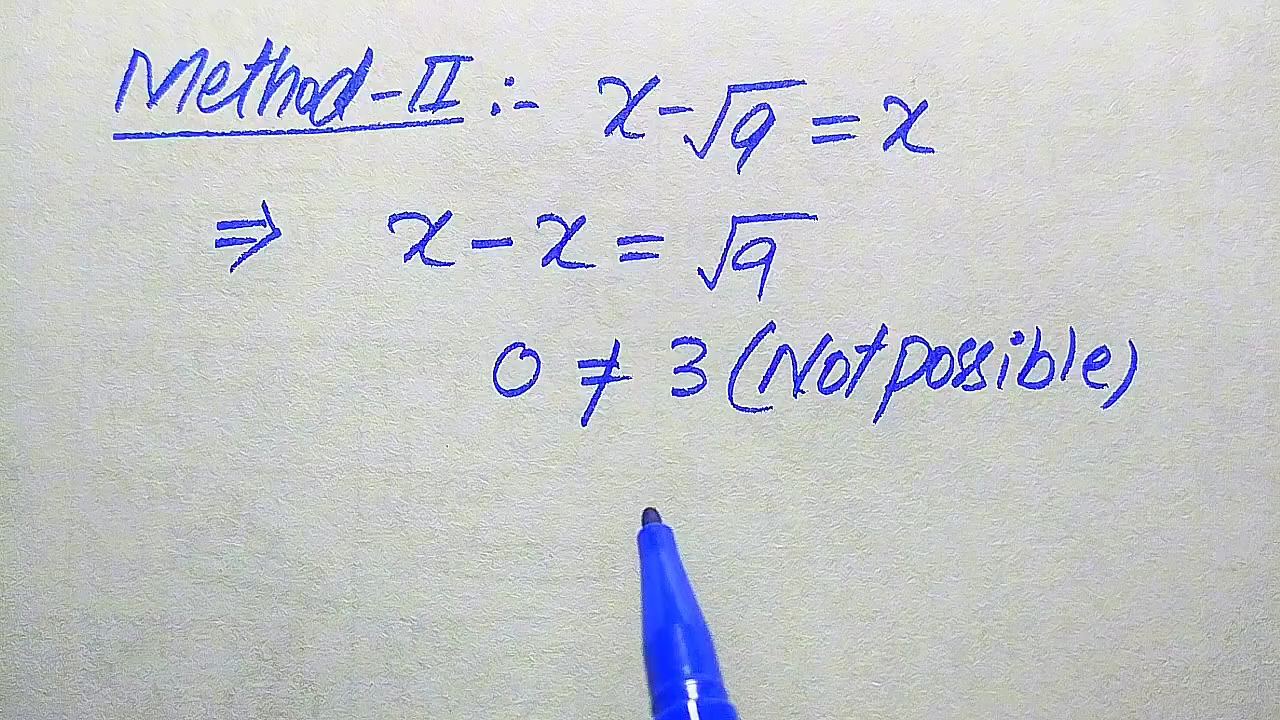 Method-II :- x-√9 = x
⇒ x - x = √9
0 ≠ 3 (Not possible)